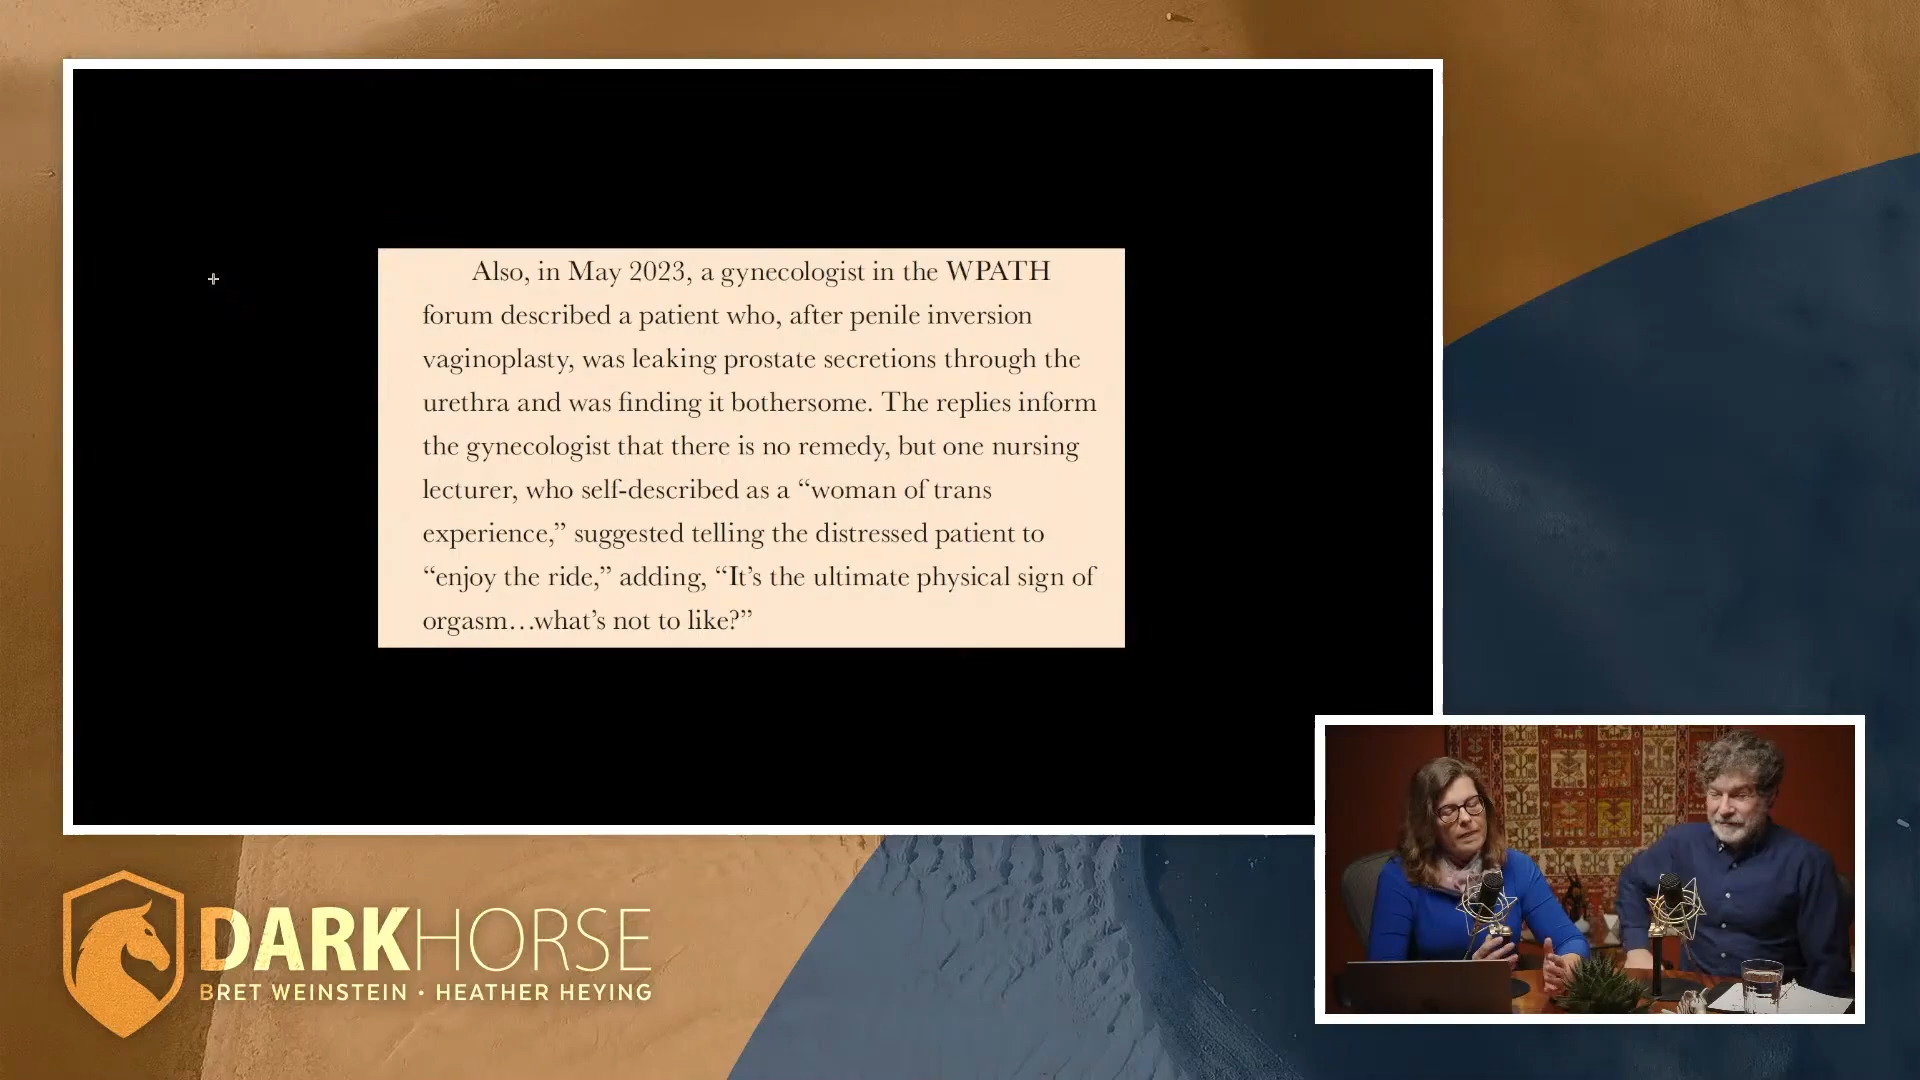 Also, in May 2023, a gynecologist in the WPATH
forum described a patient who, after penile inversion
vaginoplasty, was leaking prostate secretions through the
urethra and was finding it bothersome. The replies inform
the gynecologist that there is no remedy, but one nursing
lecturer, who self-described as a “woman of trans
experience,” suggested telling the distressed patient to
“enjoy the ride,” adding, “It’s the ultimate physical sign of
orgasm…what’s not to like?”
DARKHORSE
BRET WEINSTEIN · HEATHER HEYING